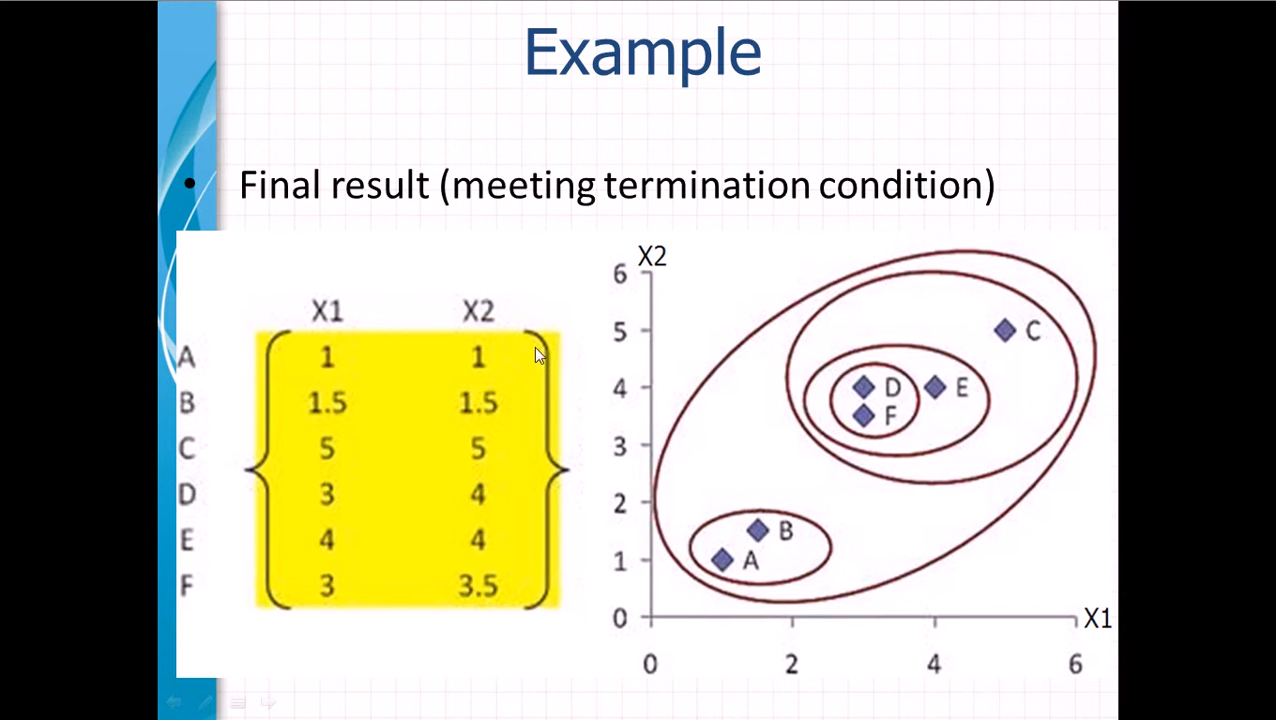 Example
• Final result (meeting termination condition)
X1 X2
A 1 1
B 1.5 1.5
C 5 5
D 3 4
E 4 4
F 3 3.5
X2
6
5
4
3
2
1
0
C
D E
F
B
A
X1
0 2 4 6